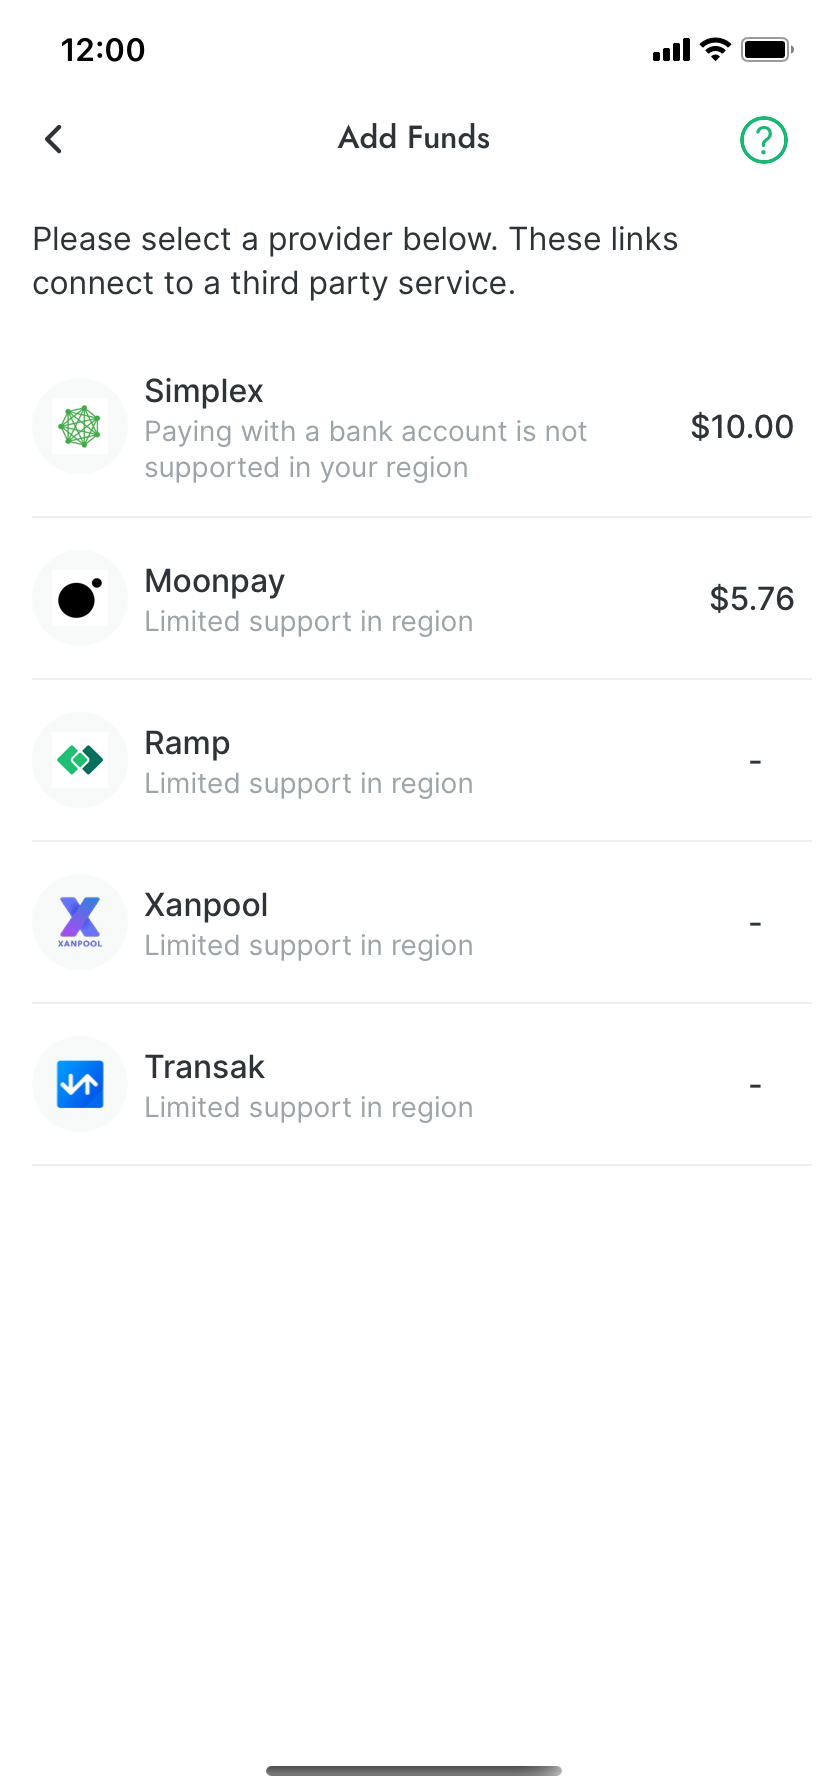 12:00
Add Funds
Please select a provider below. These links
connect to a third party service.
Simplex
Paying with a bank account is not
supported in your region
$10.00
Moonpay
Limited support in region
$5.76
Ramp
Limited support in region
-
XANPOOL
Xanpool
Limited support in region
-
Transak
Limited support in region
-